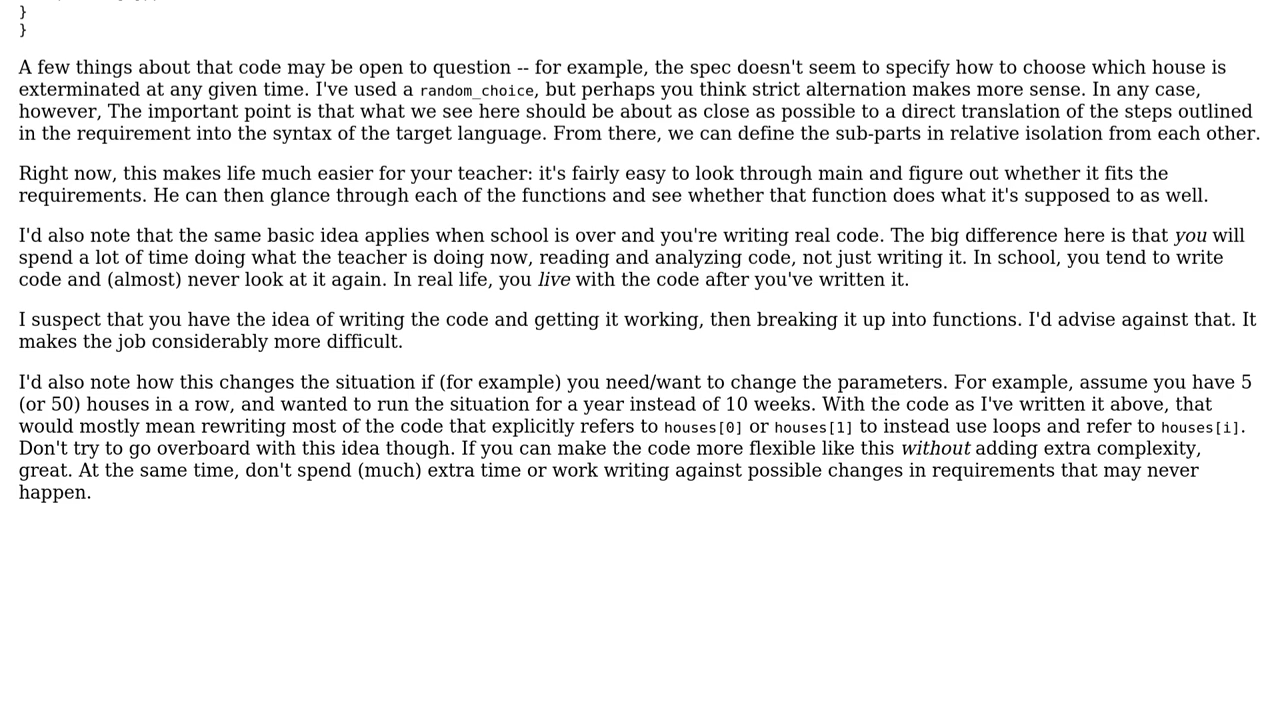 }
}
A few things about that code may be open to question -- for example, the spec doesn't seem to specify how to choose which house is
exterminated at any given time. I've used a random_choice, but perhaps you think strict alternation makes more sense. In any case,
however, The important point is that what we see here should be about as close as possible to a direct translation of the steps outlined
in the requirement into the syntax of the target language. From there, we can define the sub-parts in relative isolation from each other.
Right now, this makes life much easier for your teacher: it's fairly easy to look through main and figure out whether it fits the
requirements. He can then glance through each of the functions and see whether that function does what it's supposed to as well.
I'd also note that the same basic idea applies when school is over and you're writing real code. The big difference here is that you will
spend a lot of time doing what the teacher is doing now, reading and analyzing code, not just writing it. In school, you tend to write
code and (almost) never look at it again. In real life, you live with the code after you've written it.
I suspect that you have the idea of writing the code and getting it working, then breaking it up into functions. I'd advise against that. It
makes the job considerably more difficult.
I'd also note how this changes the situation if (for example) you need/want to change the parameters. For example, assume you have 5
(or 50) houses in a row, and wanted to run the situation for a year instead of 10 weeks. With the code as I've written it above, that
would mostly mean rewriting most of the code that explicitly refers to houses[0] or houses[1] to instead use loops and refer to houses[i].
Don't try to go overboard with this idea though. If you can make the code more flexible like this without adding extra complexity,
great. At the same time, don't spend (much) extra time or work writing against possible changes in requirements that may never
happen.